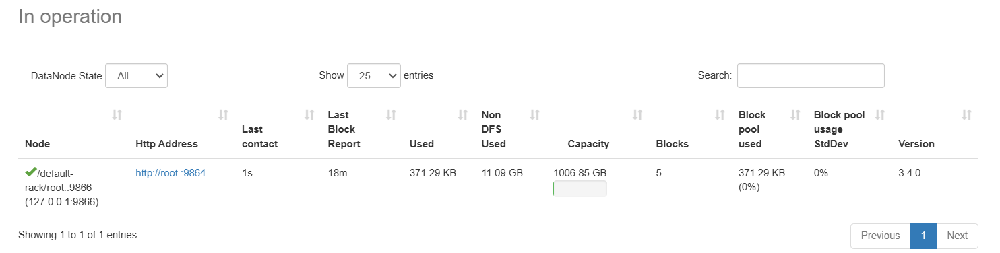 In operation
DataNode State All Show 25 entries Search:
Node Http Address Last contact Last Block Report Used Non DFS Used Capacity Blocks Block pool used Block pool usage StdDev Version
/default-rack/root.:9866 (127.0.0.1:9866) http://root.:9864 1s 18m 371.29 KB 11.09 GB 1006.85 GB 5 371.29 KB (0%) 0% 3.4.0
Showing 1 to 1 of 1 entries Previous 1 Next